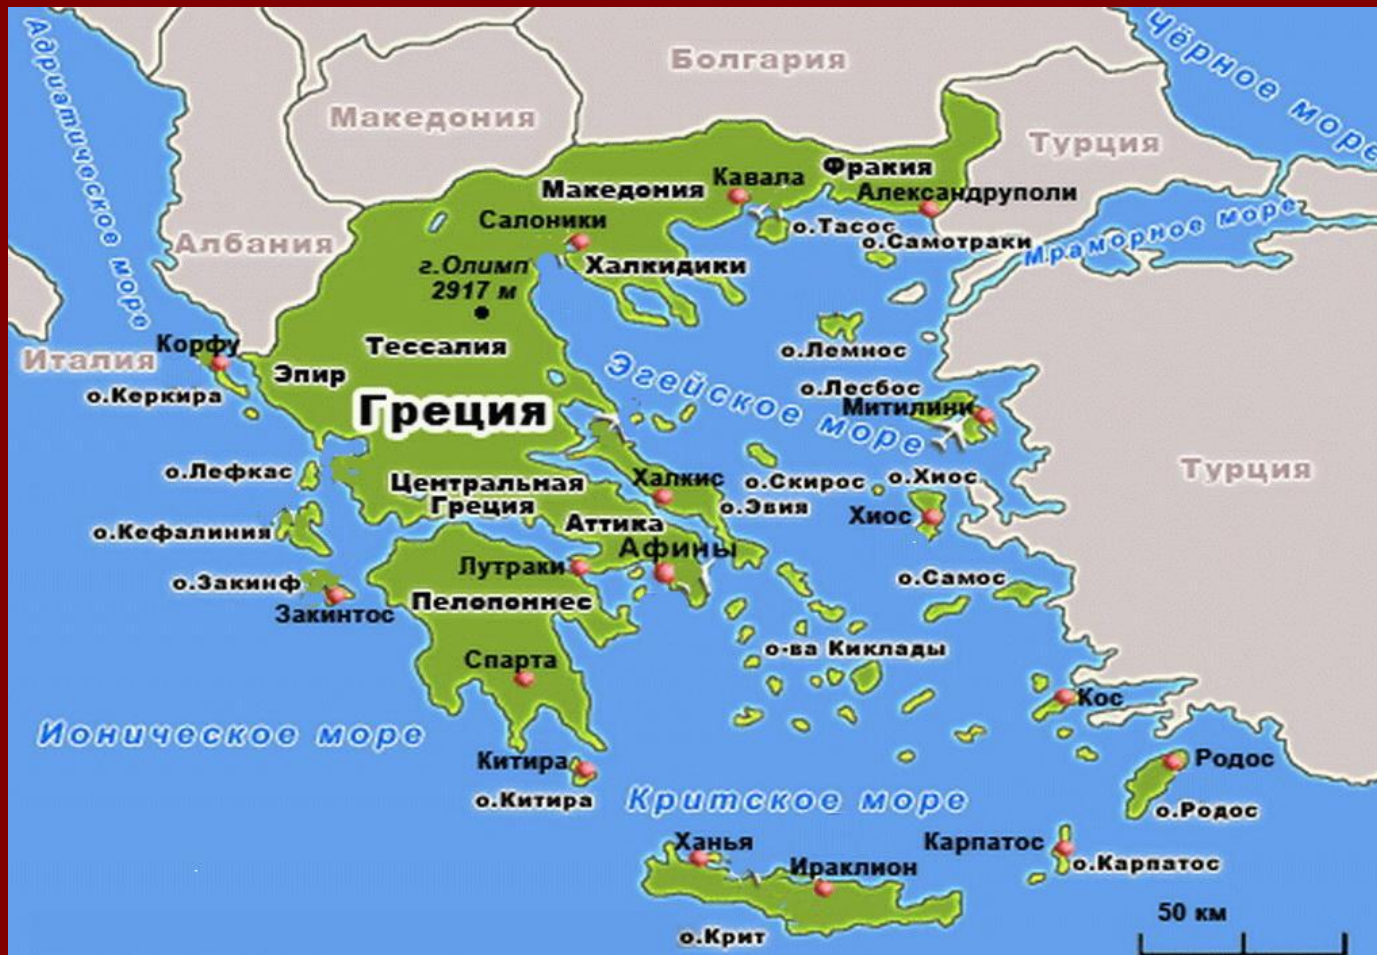 Адриатическое море
Чёрное море
Болгария
Македония
Турция
Фракия
Кавала
Македония
Александруполи
Салоники
о.Тасос
о.Самотраки
Мраморное море
Албания
г.Олимп
2917 м
Халкидики
Корфу
Италия
Тессалия
о.Лемнос
Эпир
о.Керкира
Эгейское море
о.Лесбос
Митилини
Греция
о.Лефкас
Центральная
Греция
Халкис
о.Скирос
о.Хиос
Турция
о.Эвия
Хиос
Аттика
о.Кефалиния
Афины
Лутраки
о.Закинф
о.Самос
Закинтос
Пелопоннес
о-ва Киклады
Спарта
Кос
Ионическое море
Китира
Родос
о.Китира
Критское море
о.Родос
Ханья
Карпатос
Ираклион
о.Карпатос
о.Крит
50 км